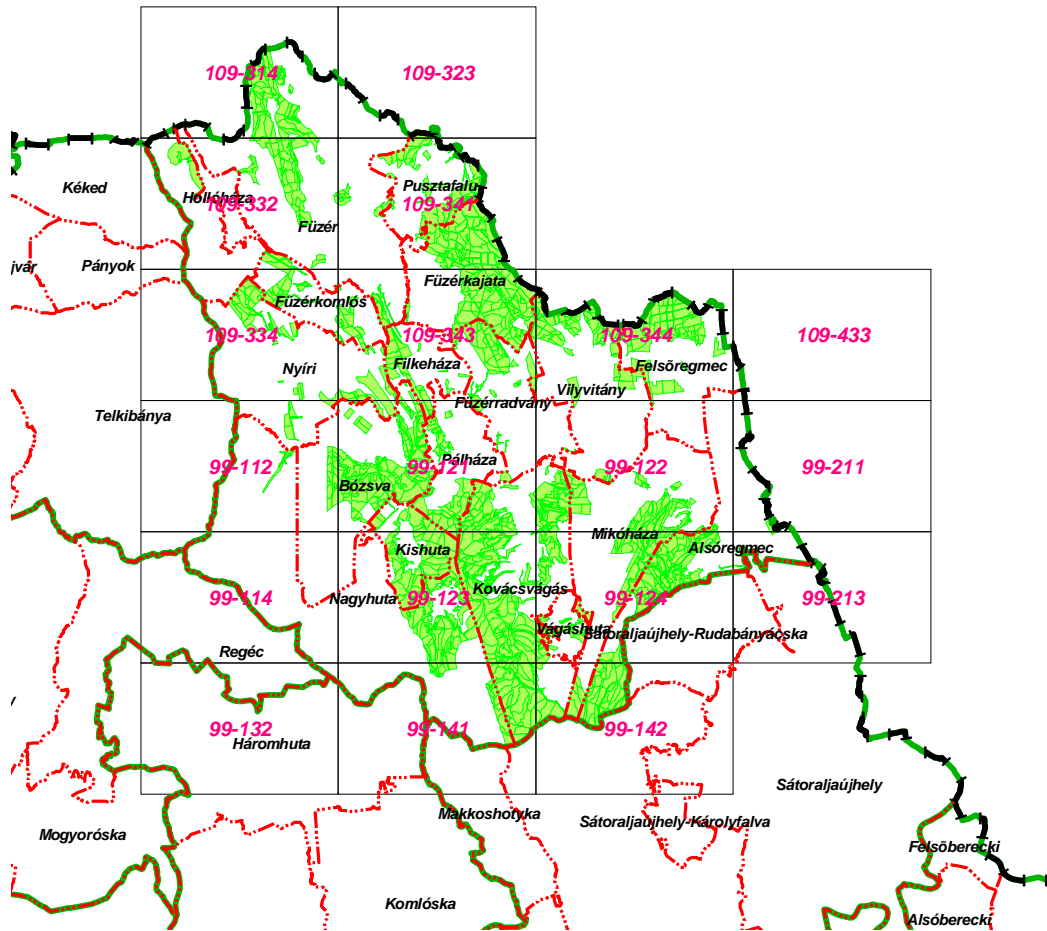 109-314
109-323
Kéked
Hollóháza
Pusztafalu
109-332
109-341
Füzér
jvár
Pányok
Füzérkajata
Füzérkomlós
109-334
109-343
109-344
109-433
Nyíri
Filkeháza
Felsõregmec
Vilyvitány
Füzérradvány
Telkibánya
99-112
99-121
Pálháza
99-122
99-211
Bózsva
Mikóháza
Kishuta
Alsóregmec
Kovácsvágás
99-114
Nagyhuta
99-123
99-124
99-213
Vágáshuta
Sátoraljaújhely-Rudabányácska
Regéc
99-132
99-141
99-142
Háromhuta
Sátoraljaújhely
Makkoshotyka
Sátoraljaújhely-Károlyfalva
Mogyoróska
Felsõberecki
Komlóska
Alsóberecki